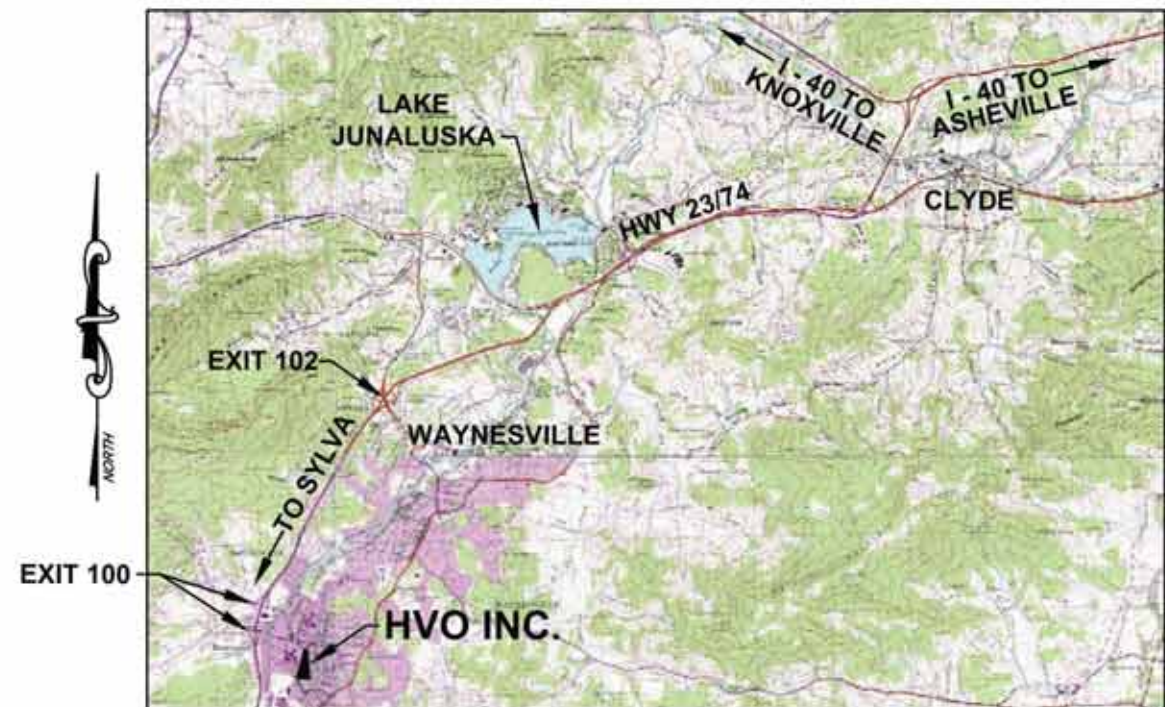 LAKE
JUNALUSKA
I - 40 TO
KNOXVILLE
I - 40 TO
ASHEVILLE
CLYDE
HWY 23/74
EXIT 102
WAYNESVILLE
TO SYLVA
NORTH
EXIT 100
HVO INC.